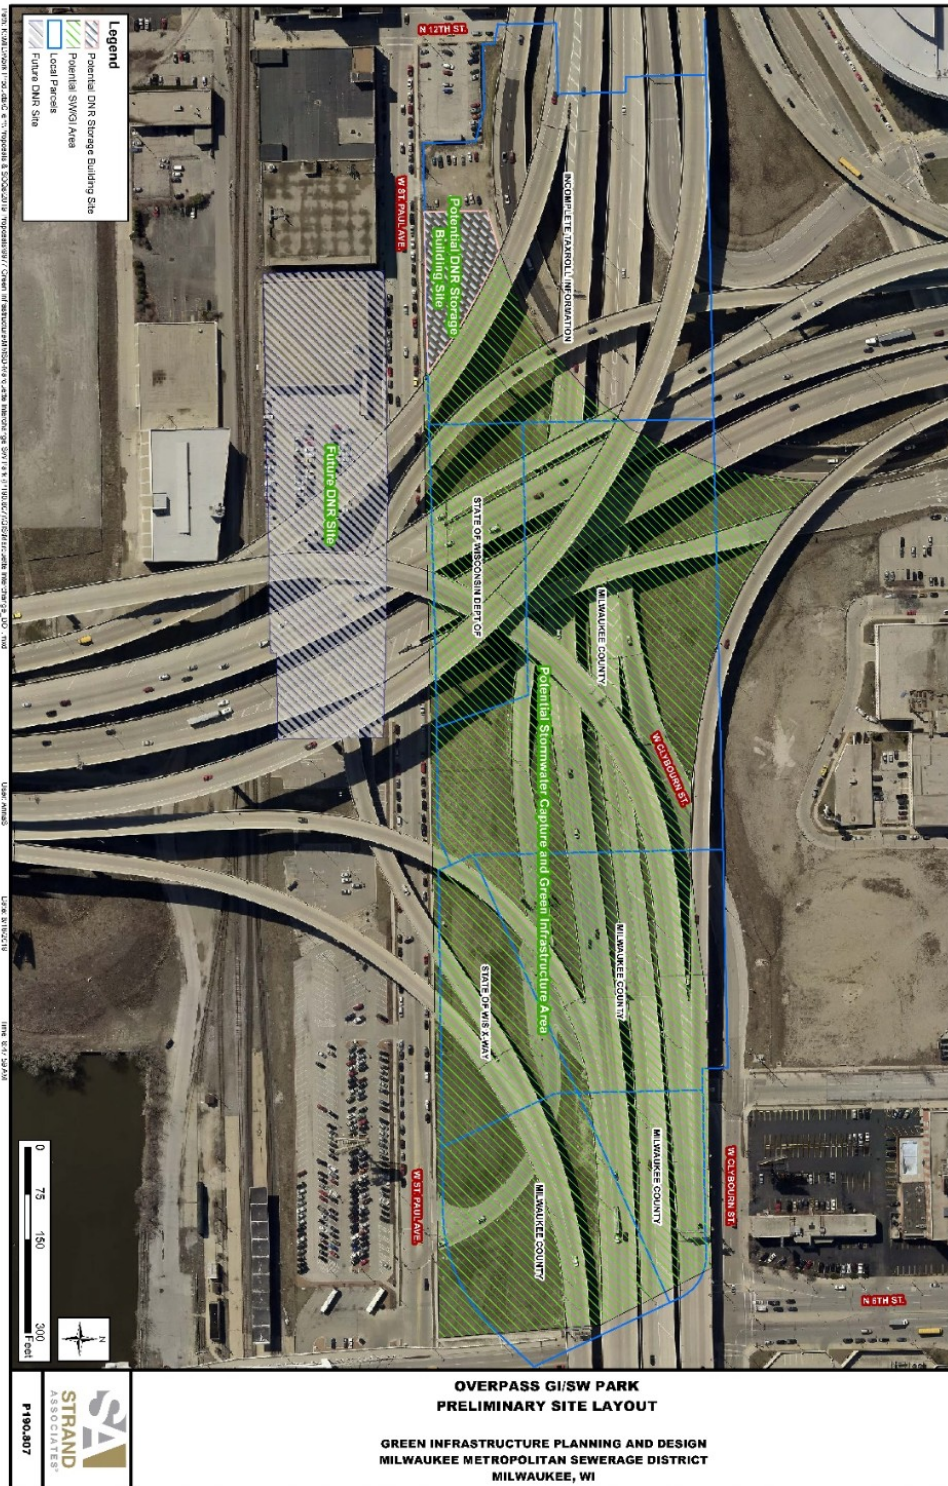 Legend
Potential DNR Storage Building Site
Potential SW/GI Area
Local Parcels
Future DNR Site
N 12TH ST.
W ST. PAUL AVE.
Potential DNR Storage
Building Site
INCOMPLETE TAXROLL INFORMATION
Future DNR Site
STATE OF WISCONSIN DEPT OF
MILWAUKEE COUNTY
W CLYBOURN ST.
Potential Stormwater Capture and Green Infrastructure Area
MILWAUKEE COUNTY
STATE OF WIS X-WAY
MILWAUKEE COUNTY
MILWAUKEE COUNTY
W ST. PAUL AVE.
W CLYBOURN ST.
N 8TH ST.
0 75 150 300
Feet
N
SA
STRAND
ASSOCIATES®
P190.807
OVERPASS GI/SW PARK
PRELIMINARY SITE LAYOUT
GREEN INFRASTRUCTURE PLANNING AND DESIGN
MILWAUKEE METROPOLITAN SEWERAGE DISTRICT
MILWAUKEE, WI